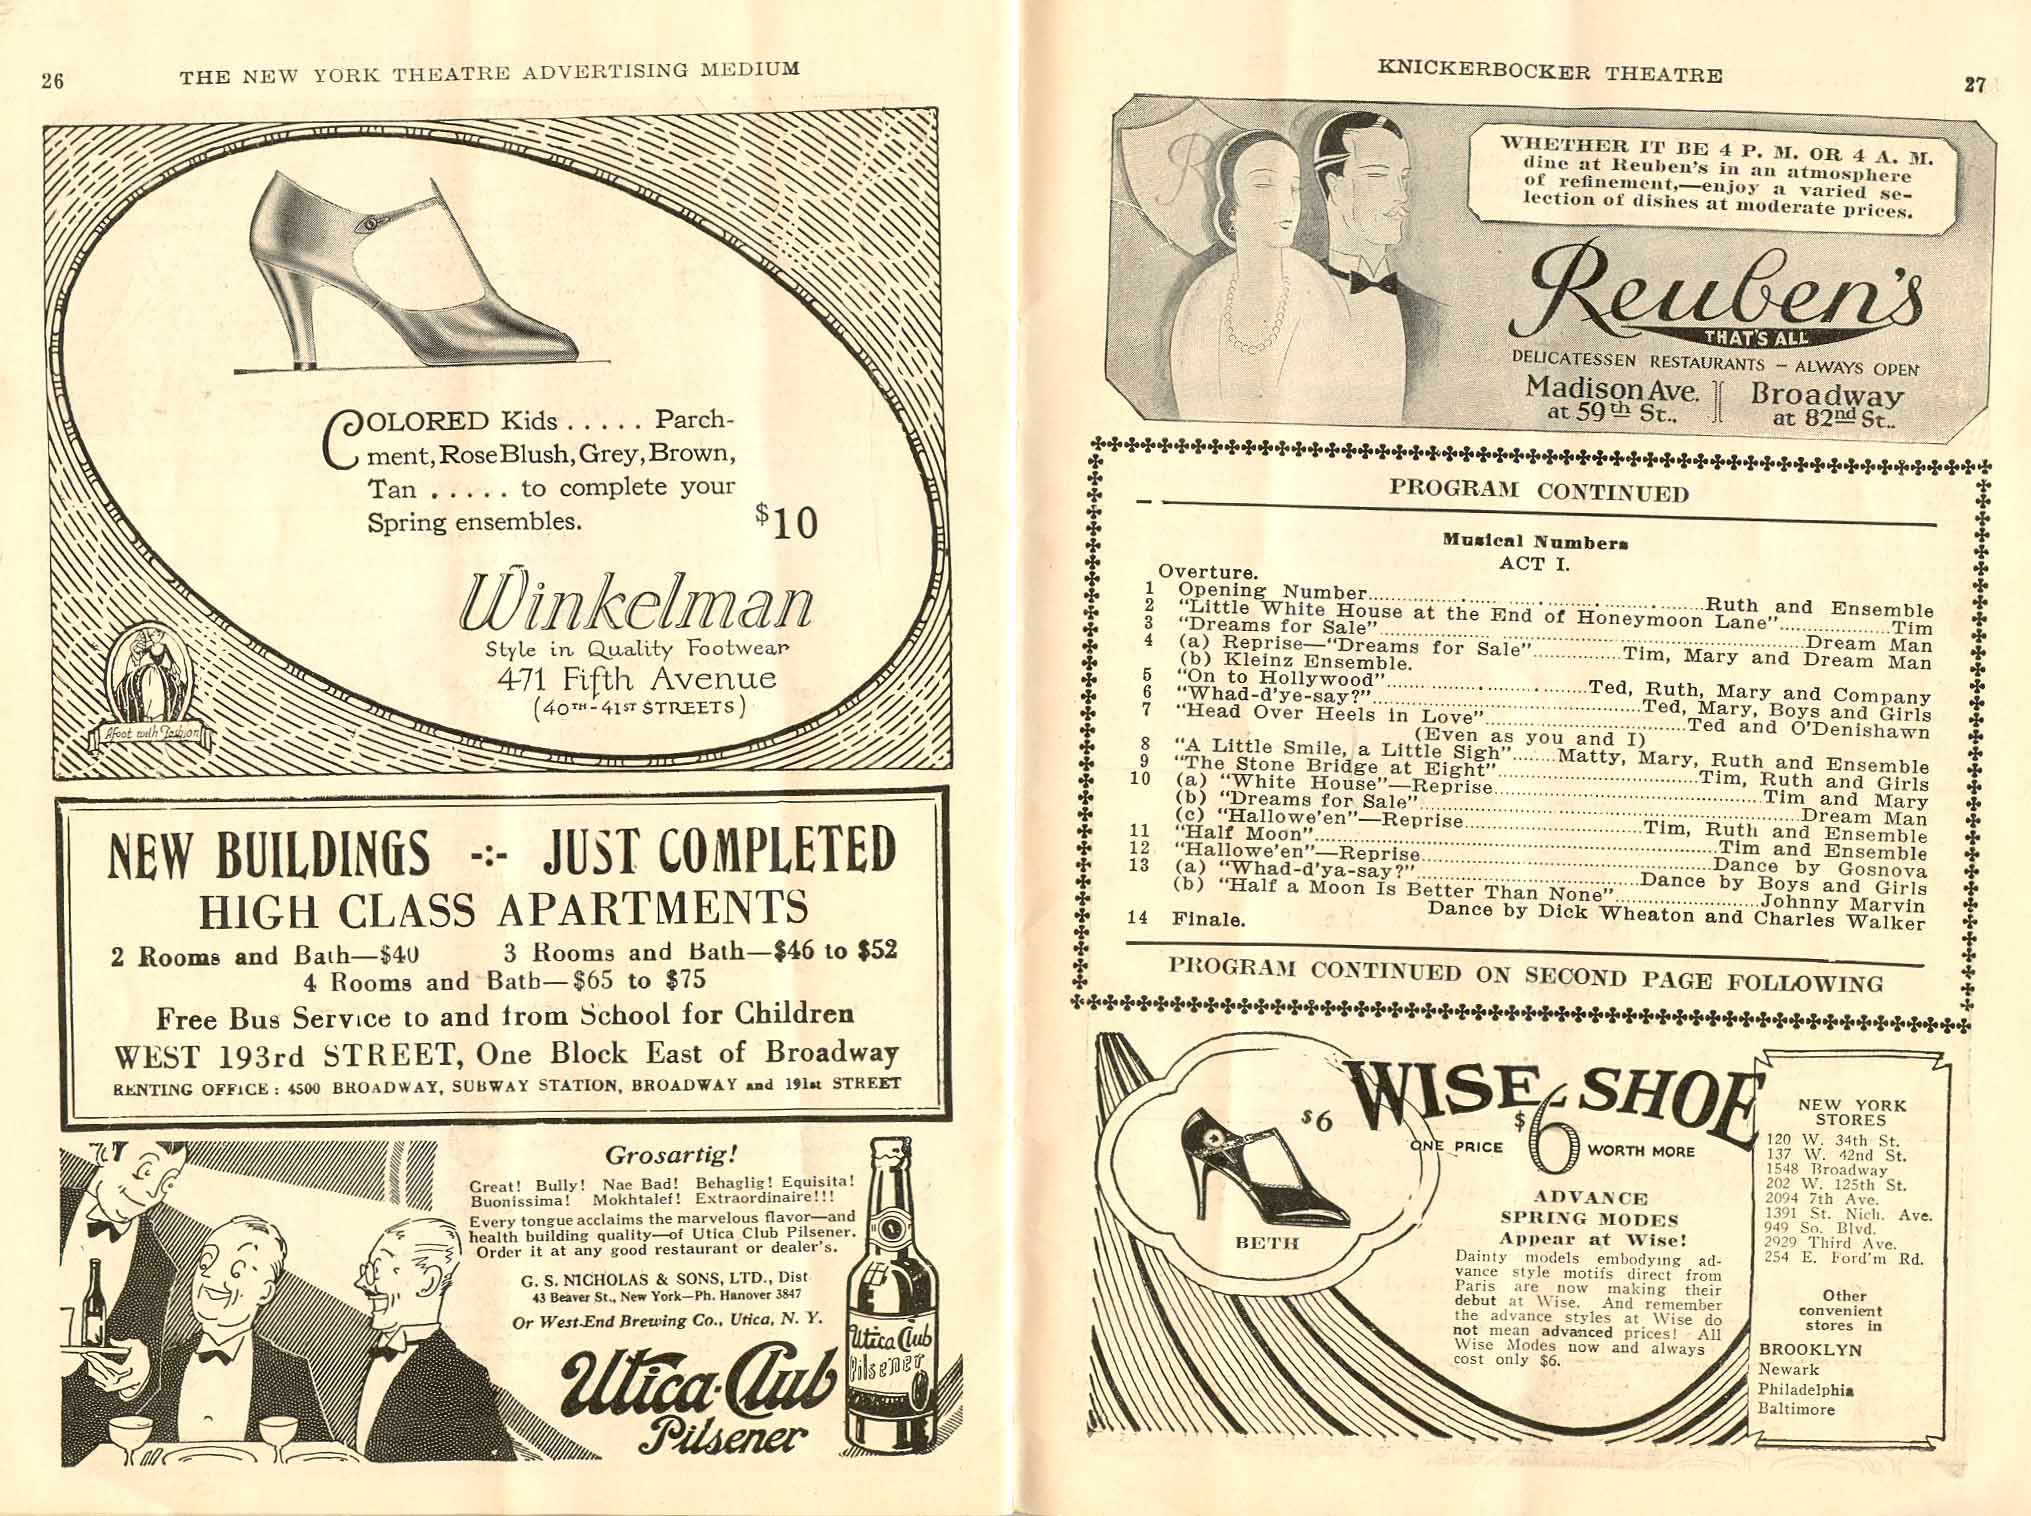 26
THE NEW YORK THEATRE ADVERTISING MEDIUM
COLORED Kids ..... Parch-
ment, Rose Blush, Grey, Brown,
Tan ..... to complete your
Spring ensembles.
$10
Winkelman
Style in Quality Footwear
471 Fifth Avenue
(40TH-41ST STREETS)
Afoot with Fashion
NEW BUILDINGS -:- JUST COMPLETED
HIGH CLASS APARTMENTS
2 Rooms and Bath—$40 3 Rooms and Bath—$46 to $52
4 Rooms and Bath—$65 to $75
Free Bus Service to and from School for Children
WEST 193rd STREET, One Block East of Broadway
RENTING OFFICE: 4500 BROADWAY, SUBWAY STATION, BROADWAY and 191st STREET
Grosartig!
Great! Bully! Nae Bad! Behaglig! Equisita!
Buonissima! Mokhtalef! Extraordinaire!!!
Every tongue acclaims the marvelous flavor—and
health building quality—of Utica Club Pilsener.
Order it at any good restaurant or dealer's.
G. S. NICHOLAS & SONS, LTD., Dist
43 Beaver St., New York—Ph. Hanover 3847
Or West-End Brewing Co., Utica, N. Y.
Utica-Club
Pilsener
Utica Club
Pilsener
KNICKERBOCKER THEATRE
27
R
WHETHER IT BE 4 P. M. OR 4 A. M.
dine at Reuben's in an atmosphere
of refinement,—enjoy a varied se-
lection of dishes at moderate prices.
Reuben's
THAT'S ALL
DELICATESSEN RESTAURANTS – ALWAYS OPEN
Madison Ave. Broadway
at 59th St., at 82nd St..
PROGRAM CONTINUED
Musical Numbers
ACT I.
Overture.
1 Opening Number..........Ruth and Ensemble
2 "Little White House at the End of Honeymoon Lane"..........Tim
3 "Dreams for Sale"..........Dream Man
4 (a) Reprise—"Dreams for Sale"..........Tim, Mary and Dream Man
(b) Kleinz Ensemble.
5 "On to Hollywood"..........Ted, Ruth, Mary and Company
6 "Whad-d'ye-say?"..........Ted, Mary, Boys and Girls
7 "Head Over Heels in Love"..........Ted and O'Denishawn
(Even as you and I)
8 "A Little Smile, a Little Sigh"..........Matty, Mary, Ruth and Ensemble
9 "The Stone Bridge at Eight"..........Tim, Ruth and Girls
10 (a) "White House"—Reprise..........Tim and Mary
(b) "Dreams for Sale"..........Dream Man
(c) "Hallowe'en"—Reprise..........Tim, Ruth and Ensemble
11 "Half Moon"..........Tim and Ensemble
12 "Hallowe'en"—Reprise..........Dance by Gosnova
13 (a) "Whad-d'ya-say?"..........Dance by Boys and Girls
(b) "Half a Moon Is Better Than None"..........Johnny Marvin
Dance by Dick Wheaton and Charles Walker
14 Finale.
PROGRAM CONTINUED ON SECOND PAGE FOLLOWING
WISE SHOE
$6
BETH
ONE PRICE $6 WORTH MORE
ADVANCE
SPRING MODES
Appear at Wise!
Dainty models embodying ad-
vance style motifs direct from
Paris are now making their
debut at Wise. And remember
the advance styles at Wise do
not mean advanced prices! All
Wise Modes now and always
cost only $6.
NEW YORK
STORES
120 W. 34th St.
137 W. 42nd St.
1548 Broadway
202 W. 125th St.
2094 7th Ave.
1391 St. Nich. Ave.
949 So. Blvd.
2929 Third Ave.
254 E. Ford'm Rd.
Other
convenient
stores in
BROOKLYN
Newark
Philadelphia
Baltimore